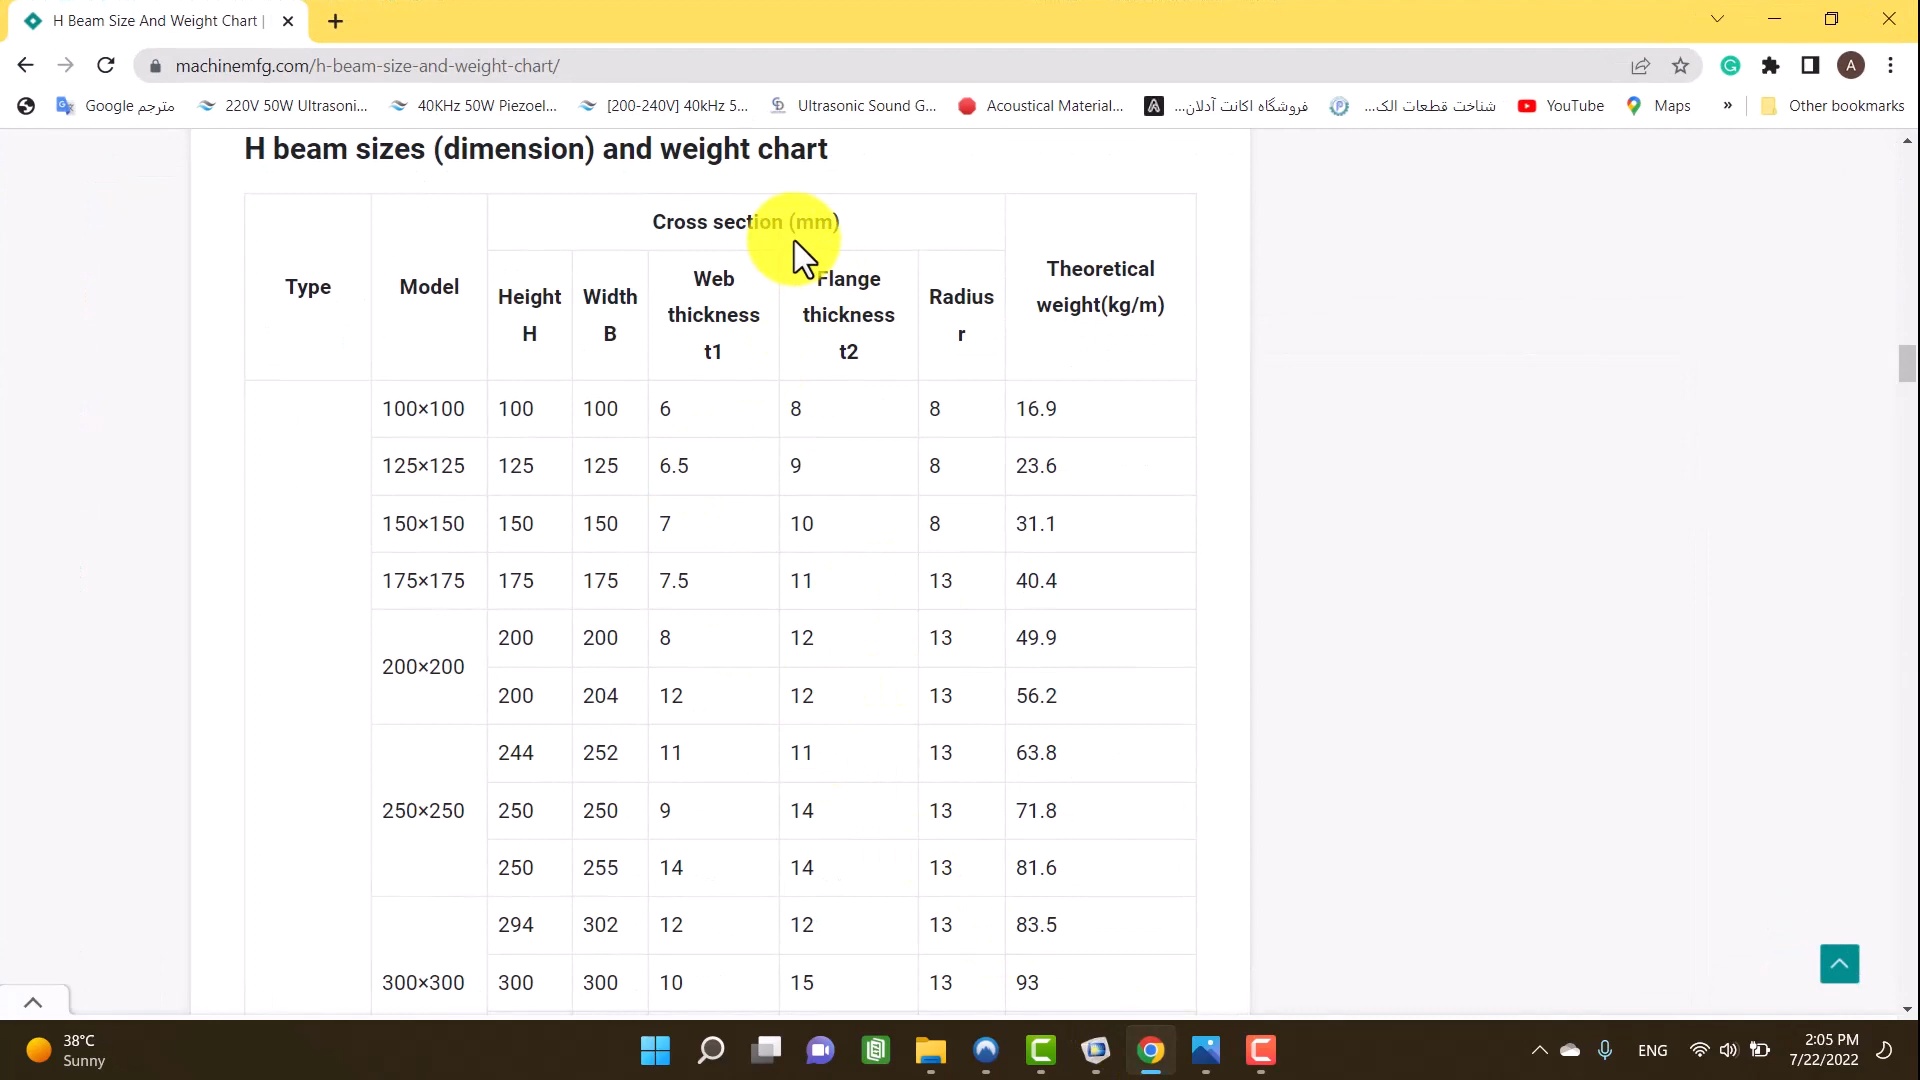 H Beam Size And Weight Chart |
machinemfg.com/h-beam-size-and-weight-chart/
A
مترجم Google
220V 50W Ultrasoni...
40KHz 50W Piezoel...
[200-240V] 40kHz 5...
Ultrasonic Sound G...
Acoustical Material...
فروشگاه اکانت آدلان...
شناخت قطعات الک...
YouTube
Maps
»
Other bookmarks
H beam sizes (dimension) and weight chart
Type Model Cross section (mm) Theoretical weight(kg/m)
Height H Width B Web thickness t1 Flange thickness t2 Radius r
100×100 100 100 6 8 8 16.9
125×125 125 125 6.5 9 8 23.6
150×150 150 150 7 10 8 31.1
175×175 175 175 7.5 11 13 40.4
200×200 200 200 8 12 13 49.9
200 204 12 12 13 56.2
244 252 11 11 13 63.8
250×250 250 250 9 14 13 71.8
250 255 14 14 13 81.6
294 302 12 12 13 83.5
300×300 300 300 10 15 13 93
38°C
Sunny
ENG
2:05 PM
7/22/2022